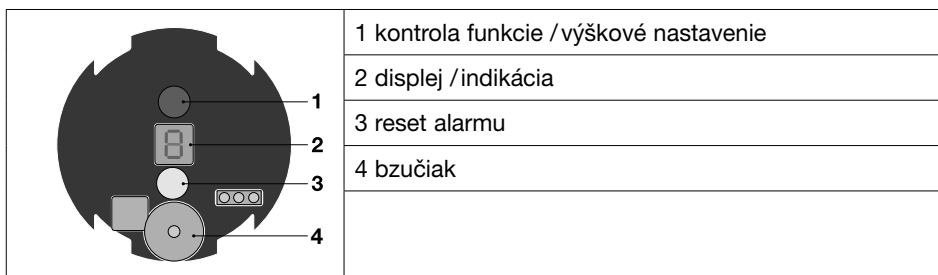 1 kontrola funkcie / výškové nastavenie
2 displej / indikácia
3 reset alarmu
4 bzučiak
1
2
3
4